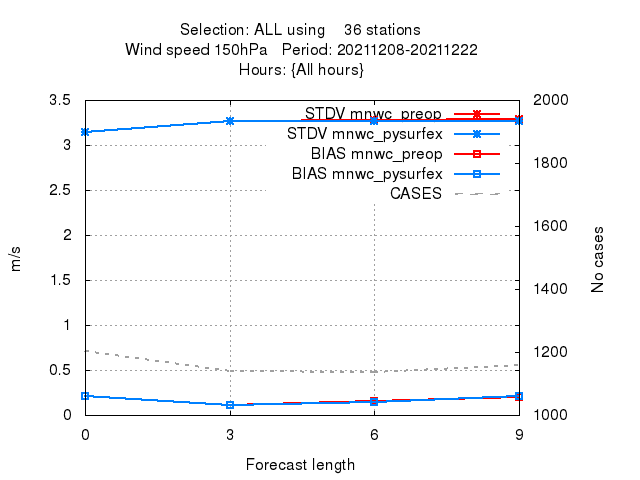 Selection: ALL using 36 stations
Wind speed 150hPa Period: 20211208-20211222
Hours: {All hours}
3.5
3
2.5
2
1.5
1
0.5
0
2000
1800
1600
1400
1200
1000
STDV mnwc_preop
STDV mnwc_pysurfex
BIAS mnwc_preop
BIAS mnwc_pysurfex
CASES
m/s
No cases
0 3 6 9
Forecast length